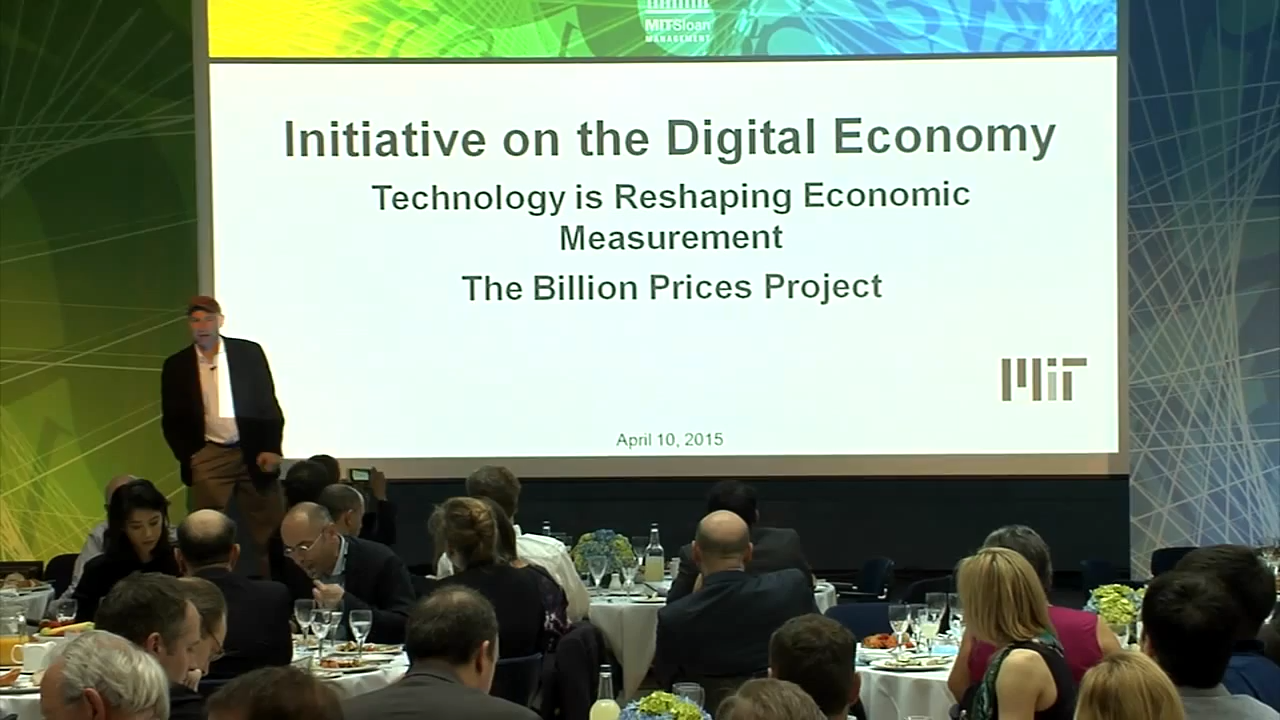 MITSloan
MANAGEMENT
Initiative on the Digital Economy
Technology is Reshaping Economic
Measurement
The Billion Prices Project
MIT
April 10, 2015